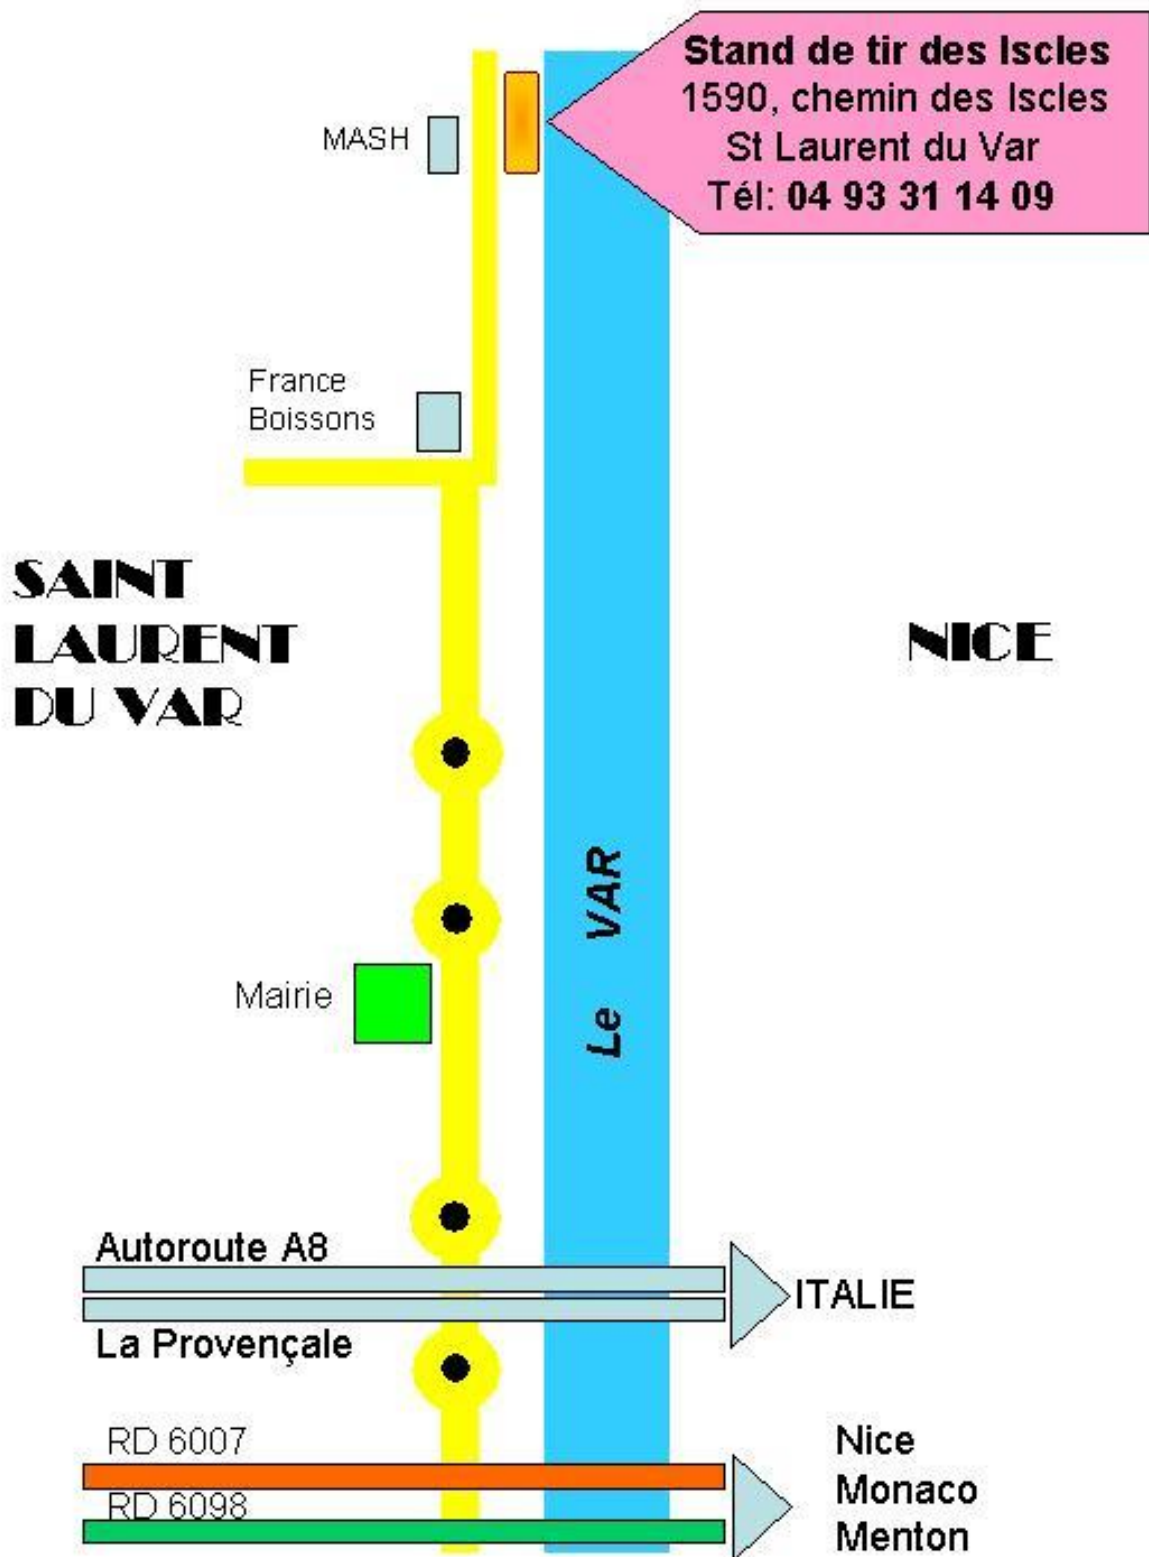 Stand de tir des Iscles
1590, chemin des Iscles
St Laurent du Var
Tél: 04 93 31 14 09
MASH
France
Boissons
SAINT
LAURENT
DU VAR
NICE
Le VAR
Mairie
Autoroute A8
ITALIE
La Provençale
RD 6007
RD 6098
Nice
Monaco
Menton